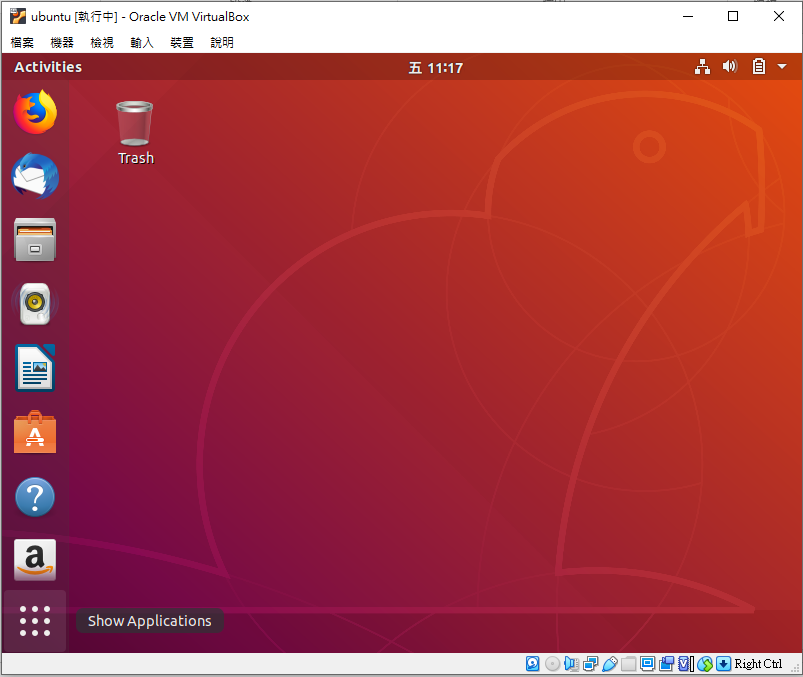 ubuntu [執行中] - Oracle VM VirtualBox
檔案 機器 檢視 輸入 裝置 說明
Activities 五 11:17
Trash
Show Applications
Right Ctrl